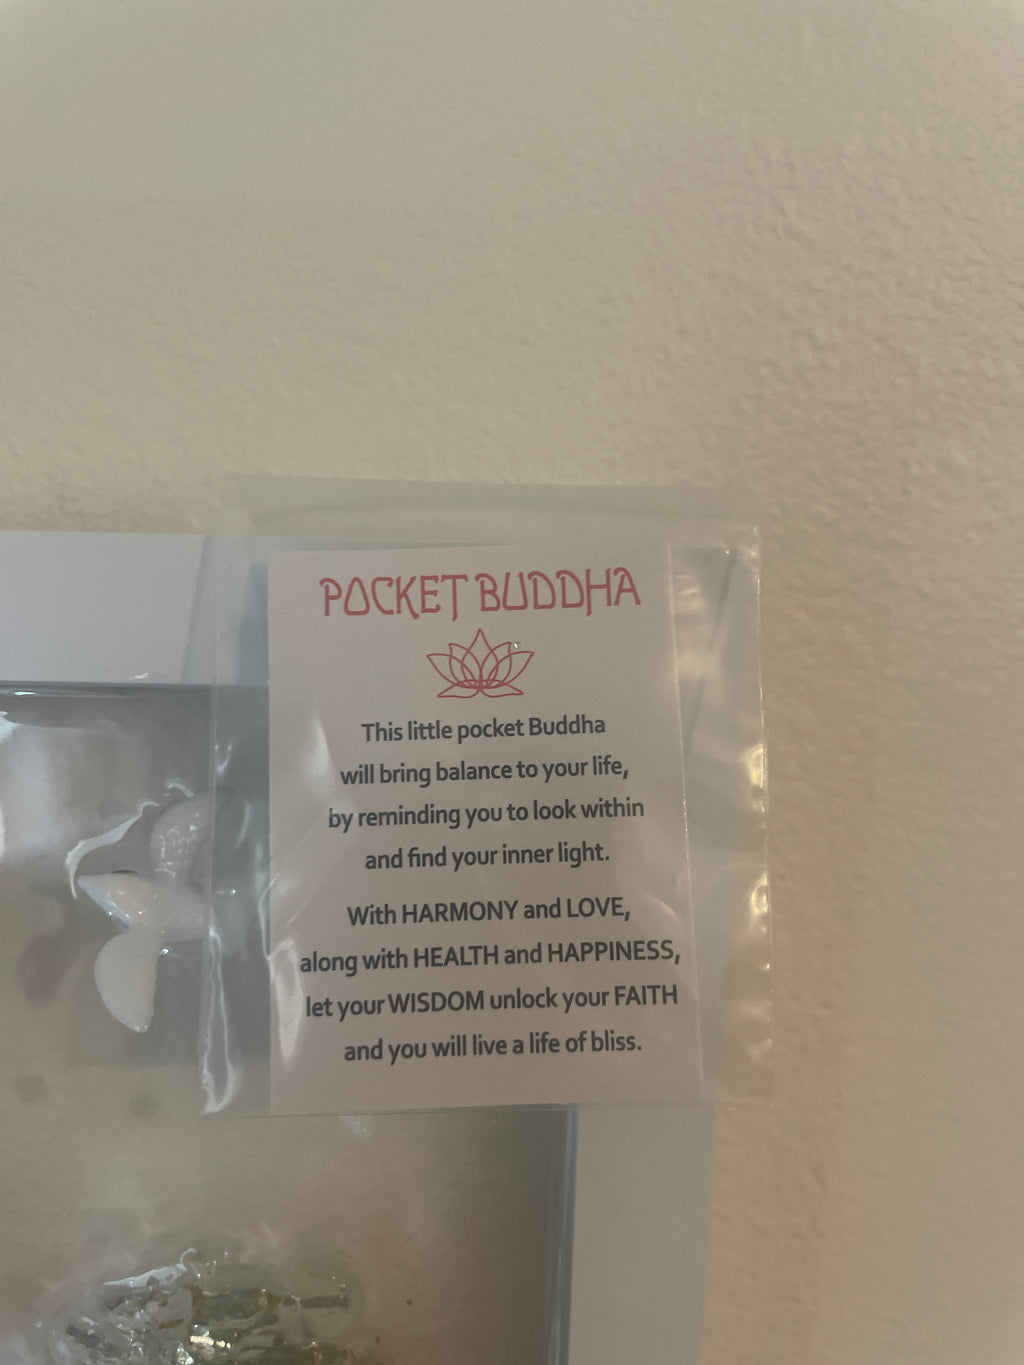 POCKET BUDDHA
This little pocket Buddha
will bring balance to your life,
by reminding you to look within
and find your inner light.
With HARMONY and LOVE,
along with HEALTH and HAPPINESS,
let your WISDOM unlock your FAITH
and you will live a life of bliss.